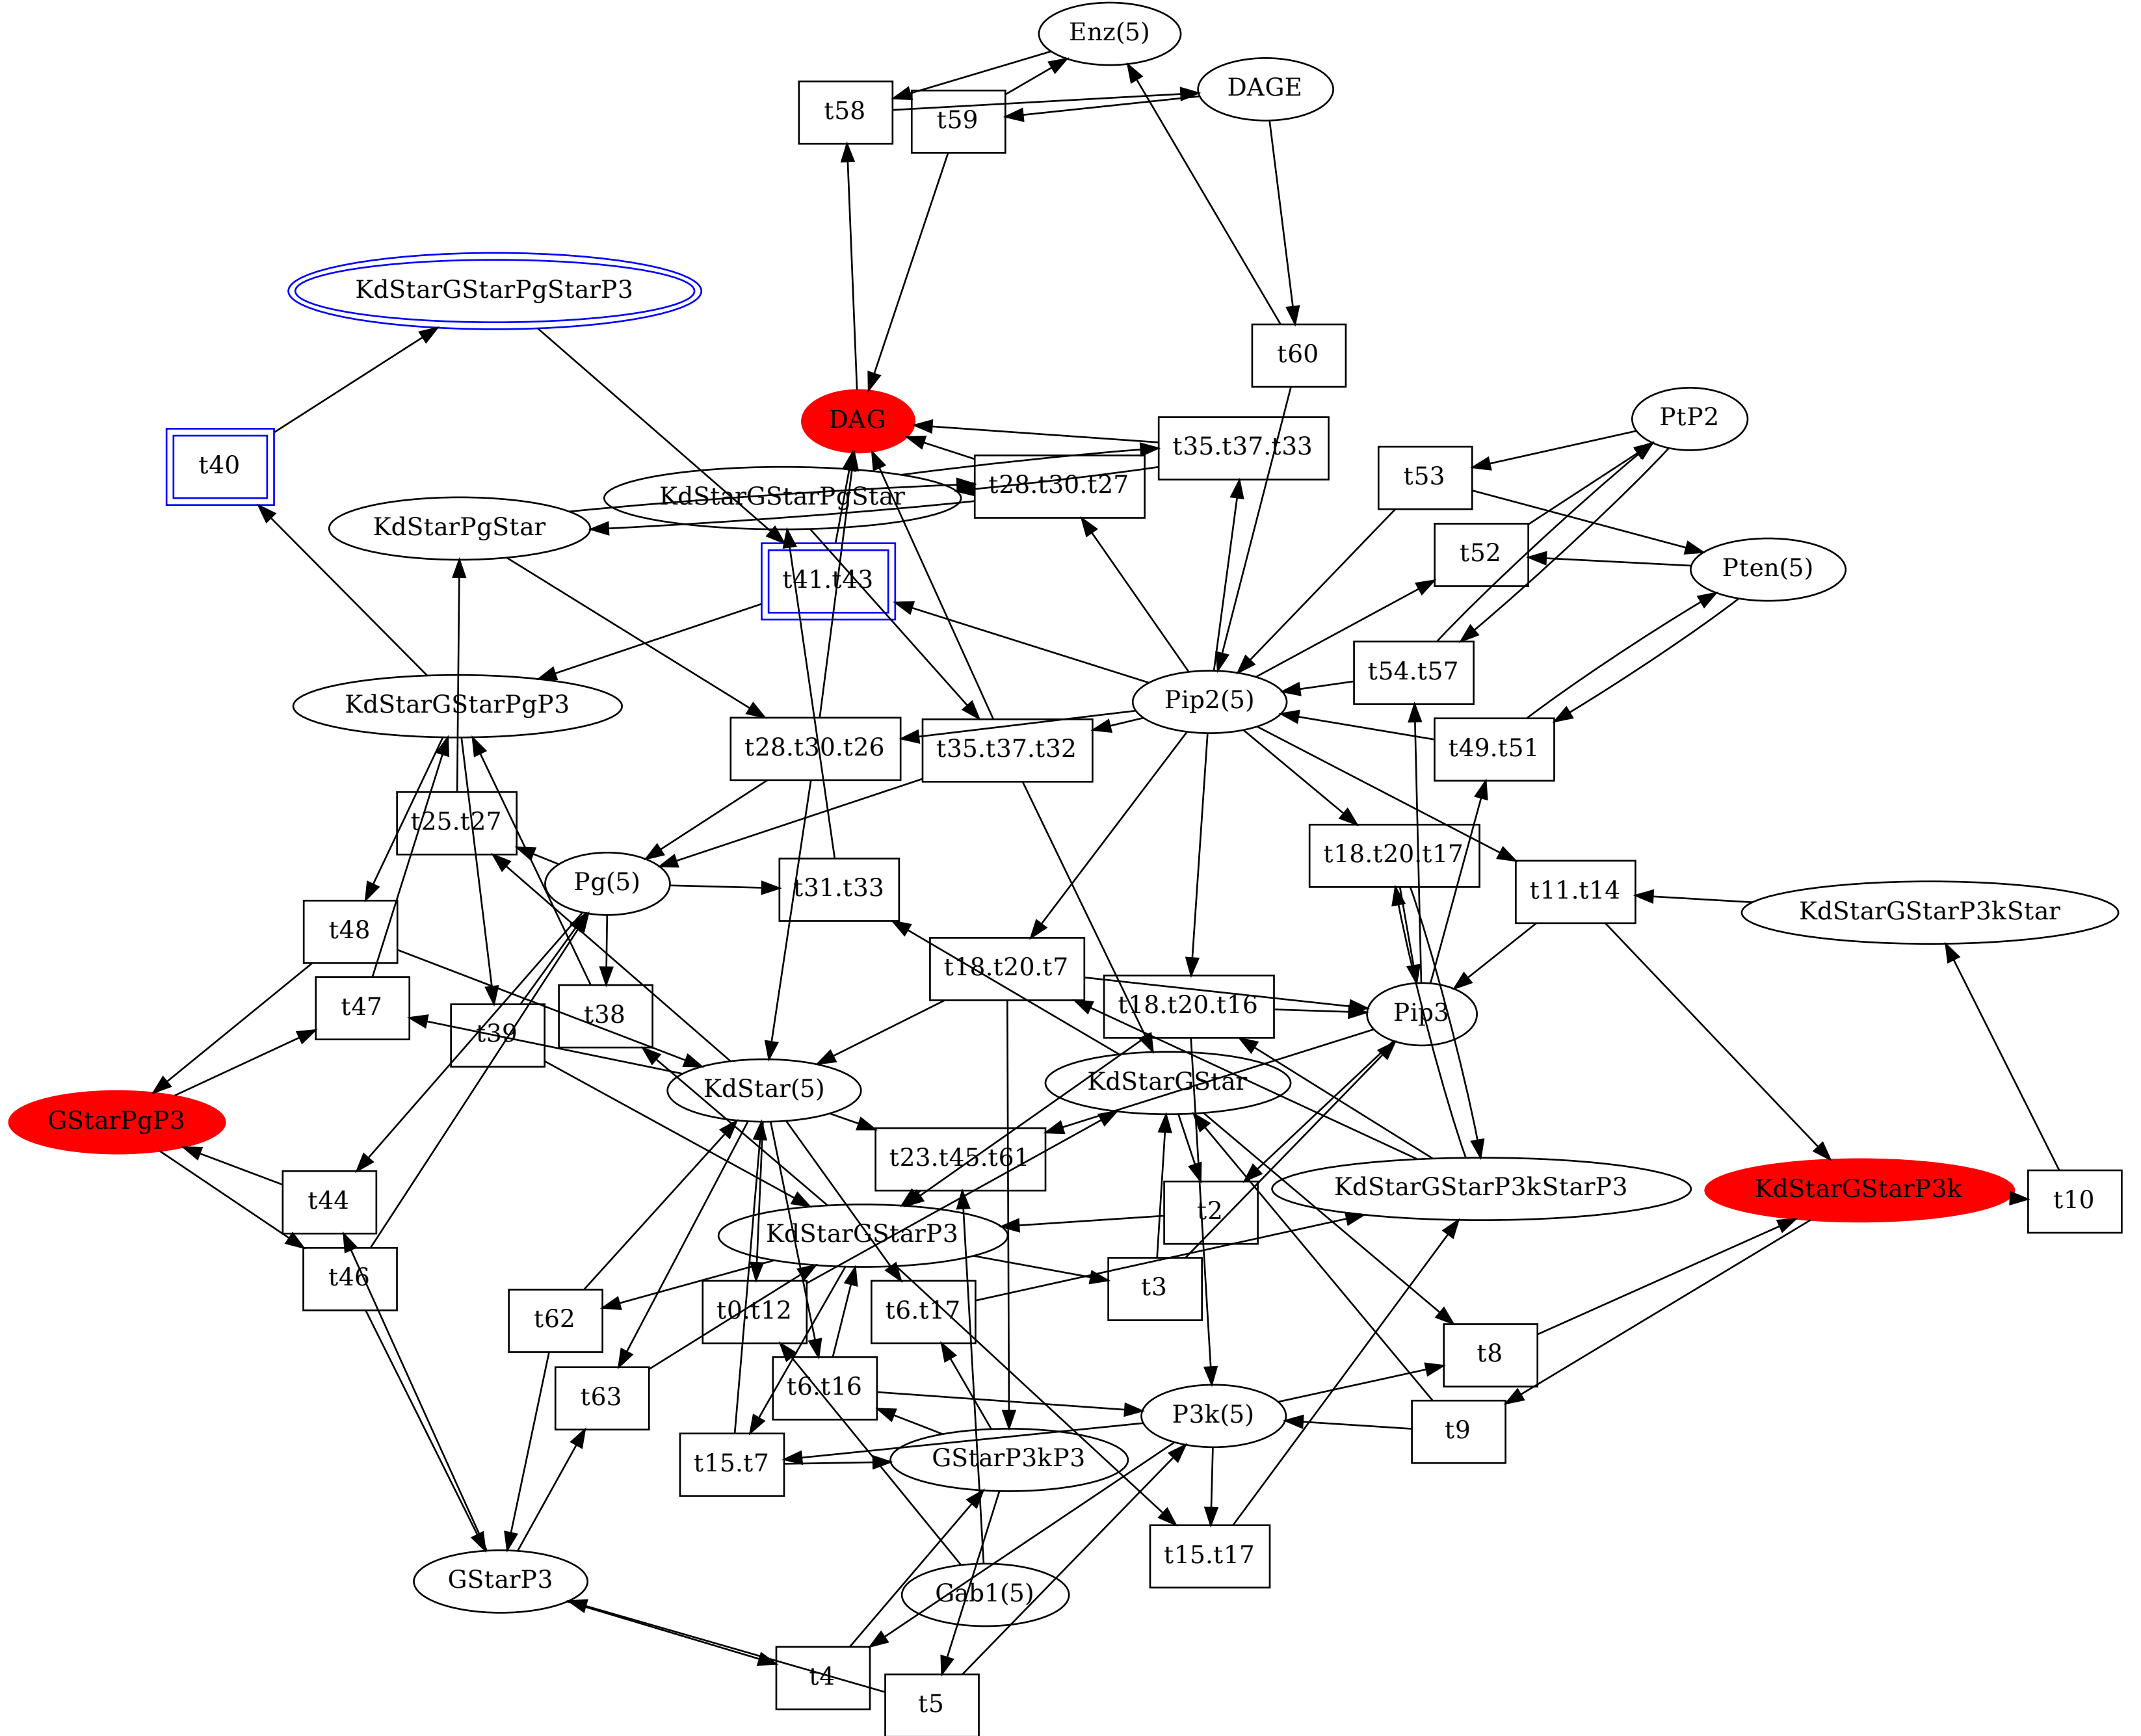 Enz(5)
DAGE
t58
t59
KdStarGStarPgStarP3
t60
DAG
PtP2
t35.t37.t33
t40
t53
t28.t30.t27
KdStarGStarPgStar
KdStarPgStar
t52
Pten(5)
t41.t43
t54.t57
Pip2(5)
KdStarGStarPgP3
t28.t30.t26
t35.t37.t32
t49.t51
t25.t27
t18.t20.t17
Pg(5)
t31.t33
t11.t14
KdStarGStarP3kStar
t48
t18.t20.t7
t47
t18.t20.t16
Pip3
t38
t39
KdStar(5)
KdStarGStar
GStarPgP3
t23.t45.t61
KdStarGStarP3kStarP3
KdStarGStarP3k
t44
t10
t2
KdStarGStarP3
t46
t3
t62
t0.t12
t6.t17
t8
t63
t6.t16
P3k(5)
t9
t15.t7
GStarP3kP3
t15.t17
GStarP3
Gab1(5)
t4
t5